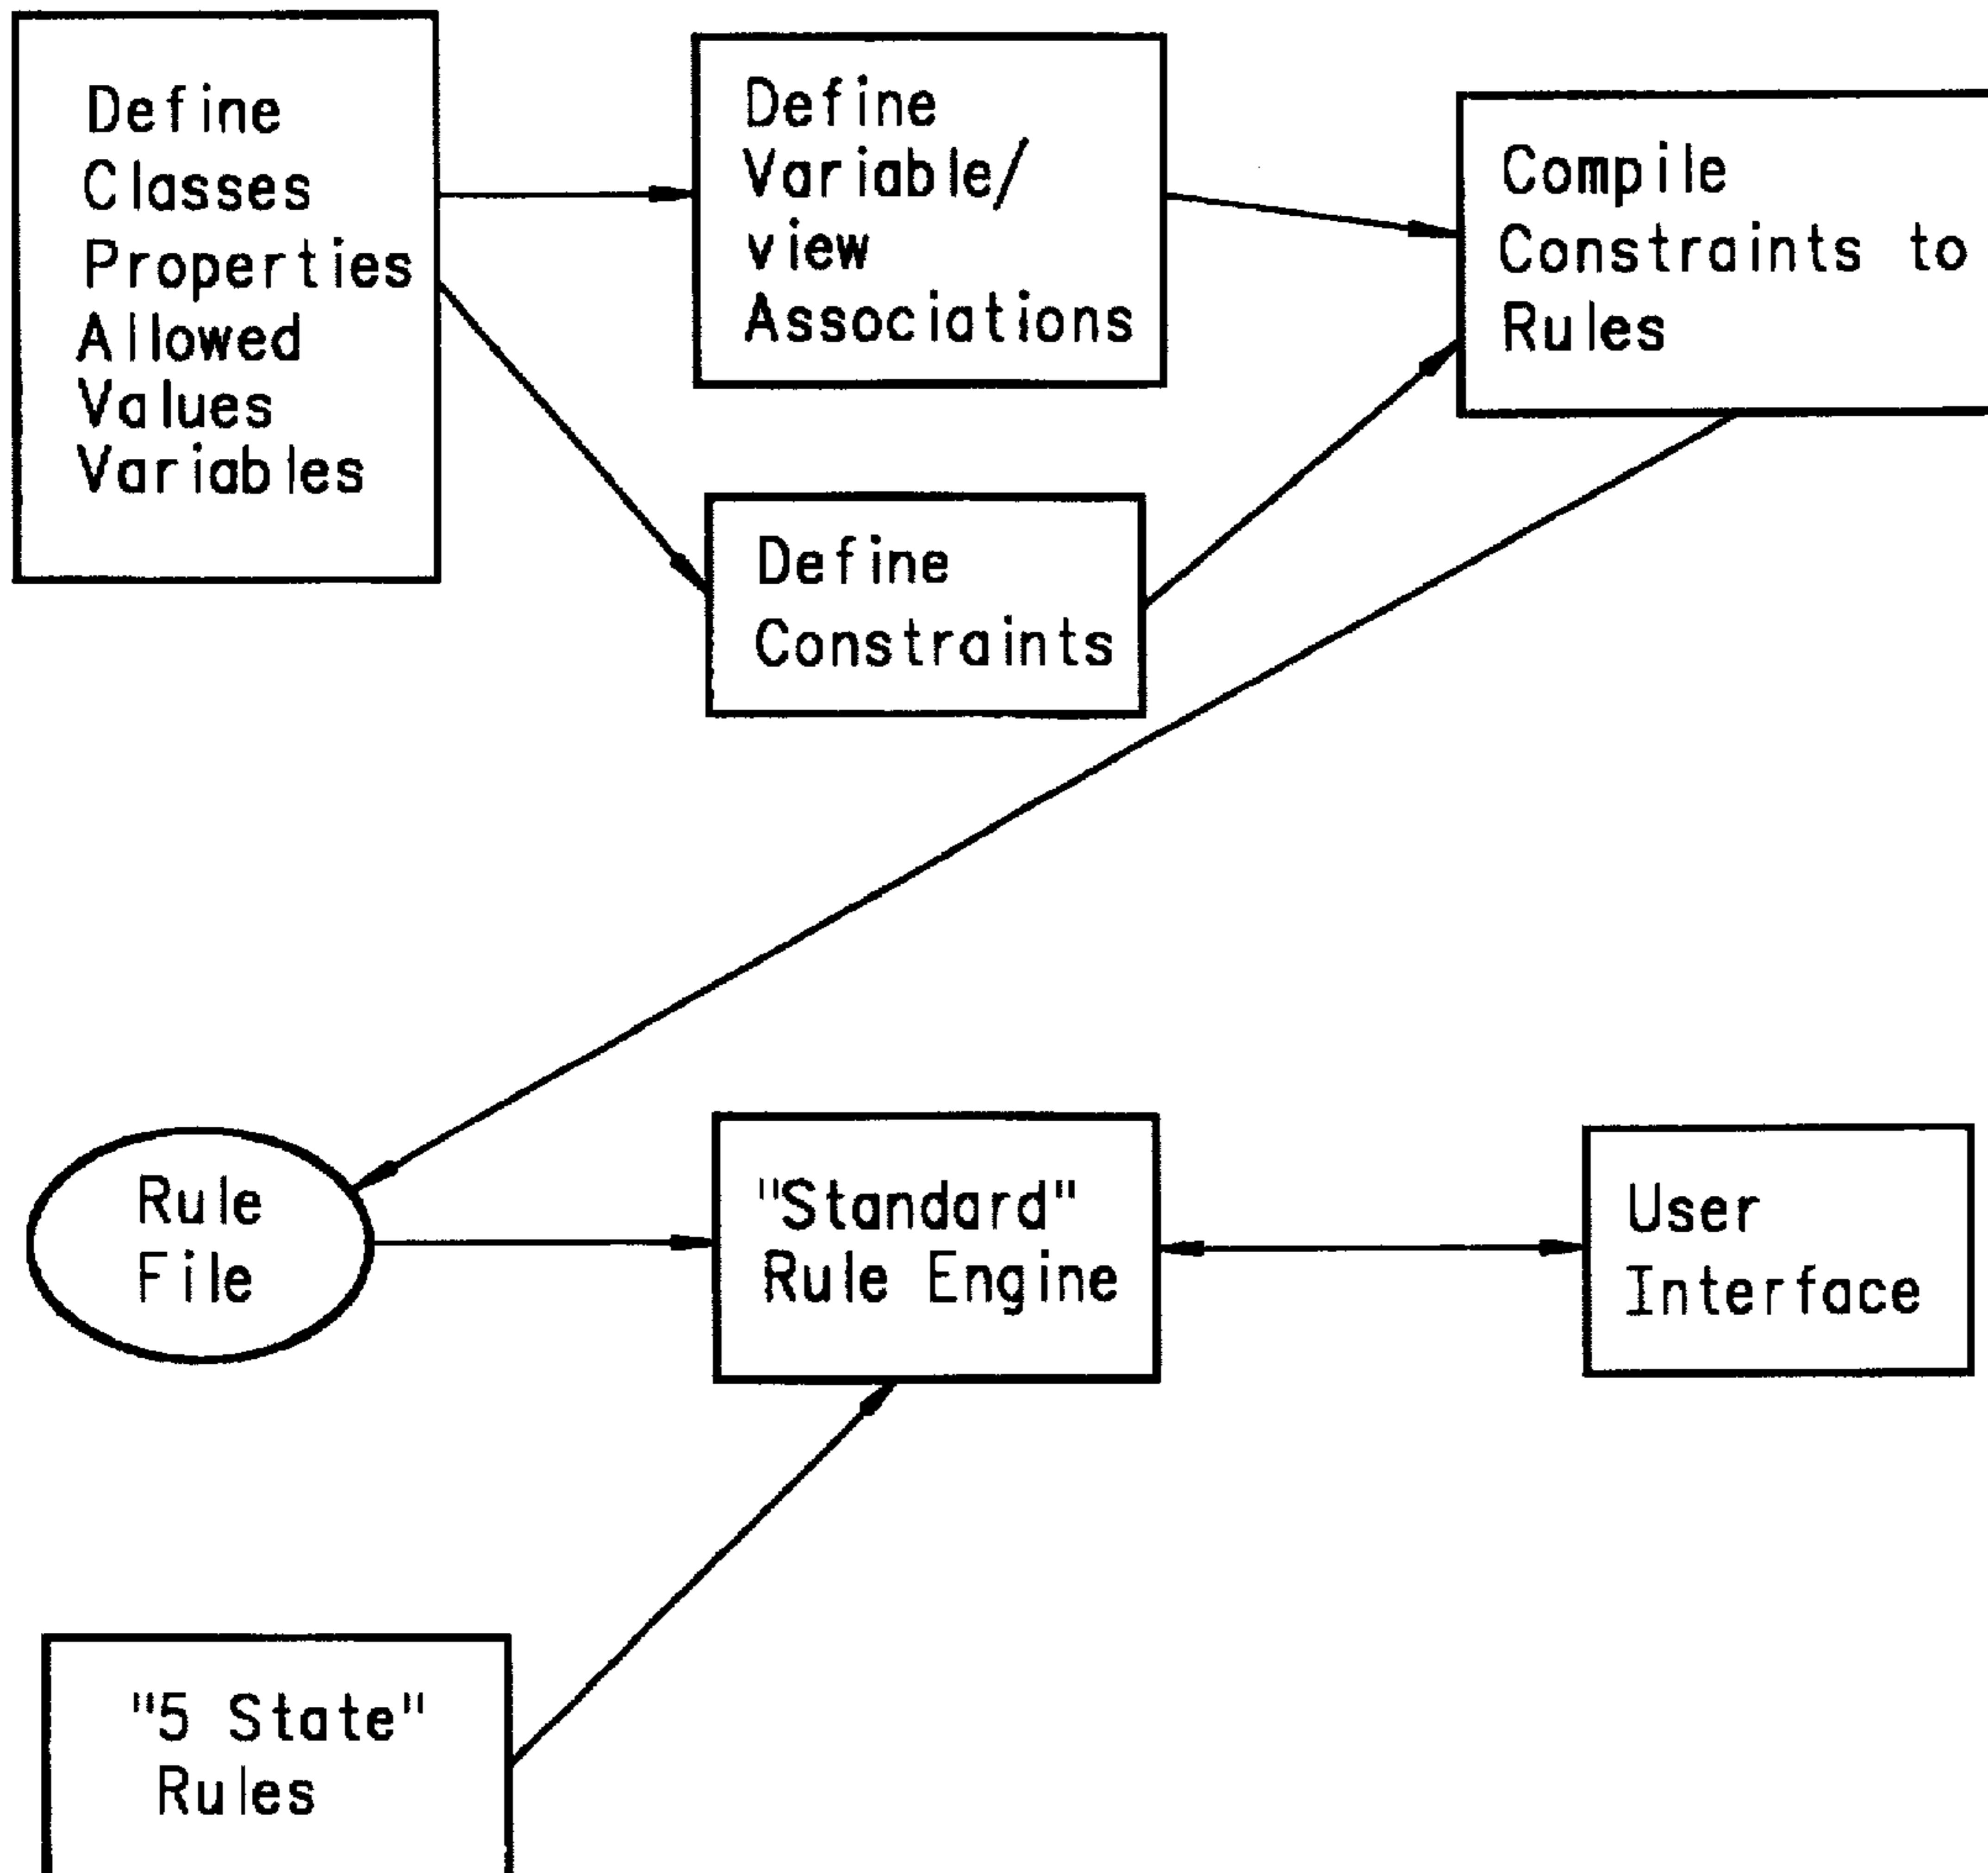 Define
Classes
Properties
Allowed
Values
Variables
Define
Variable/
view
Associations
Compile
Constraints to
Rules
Define
Constraints
Rule
File
"Standard"
Rule Engine
User
Interface
"5 State"
Rules